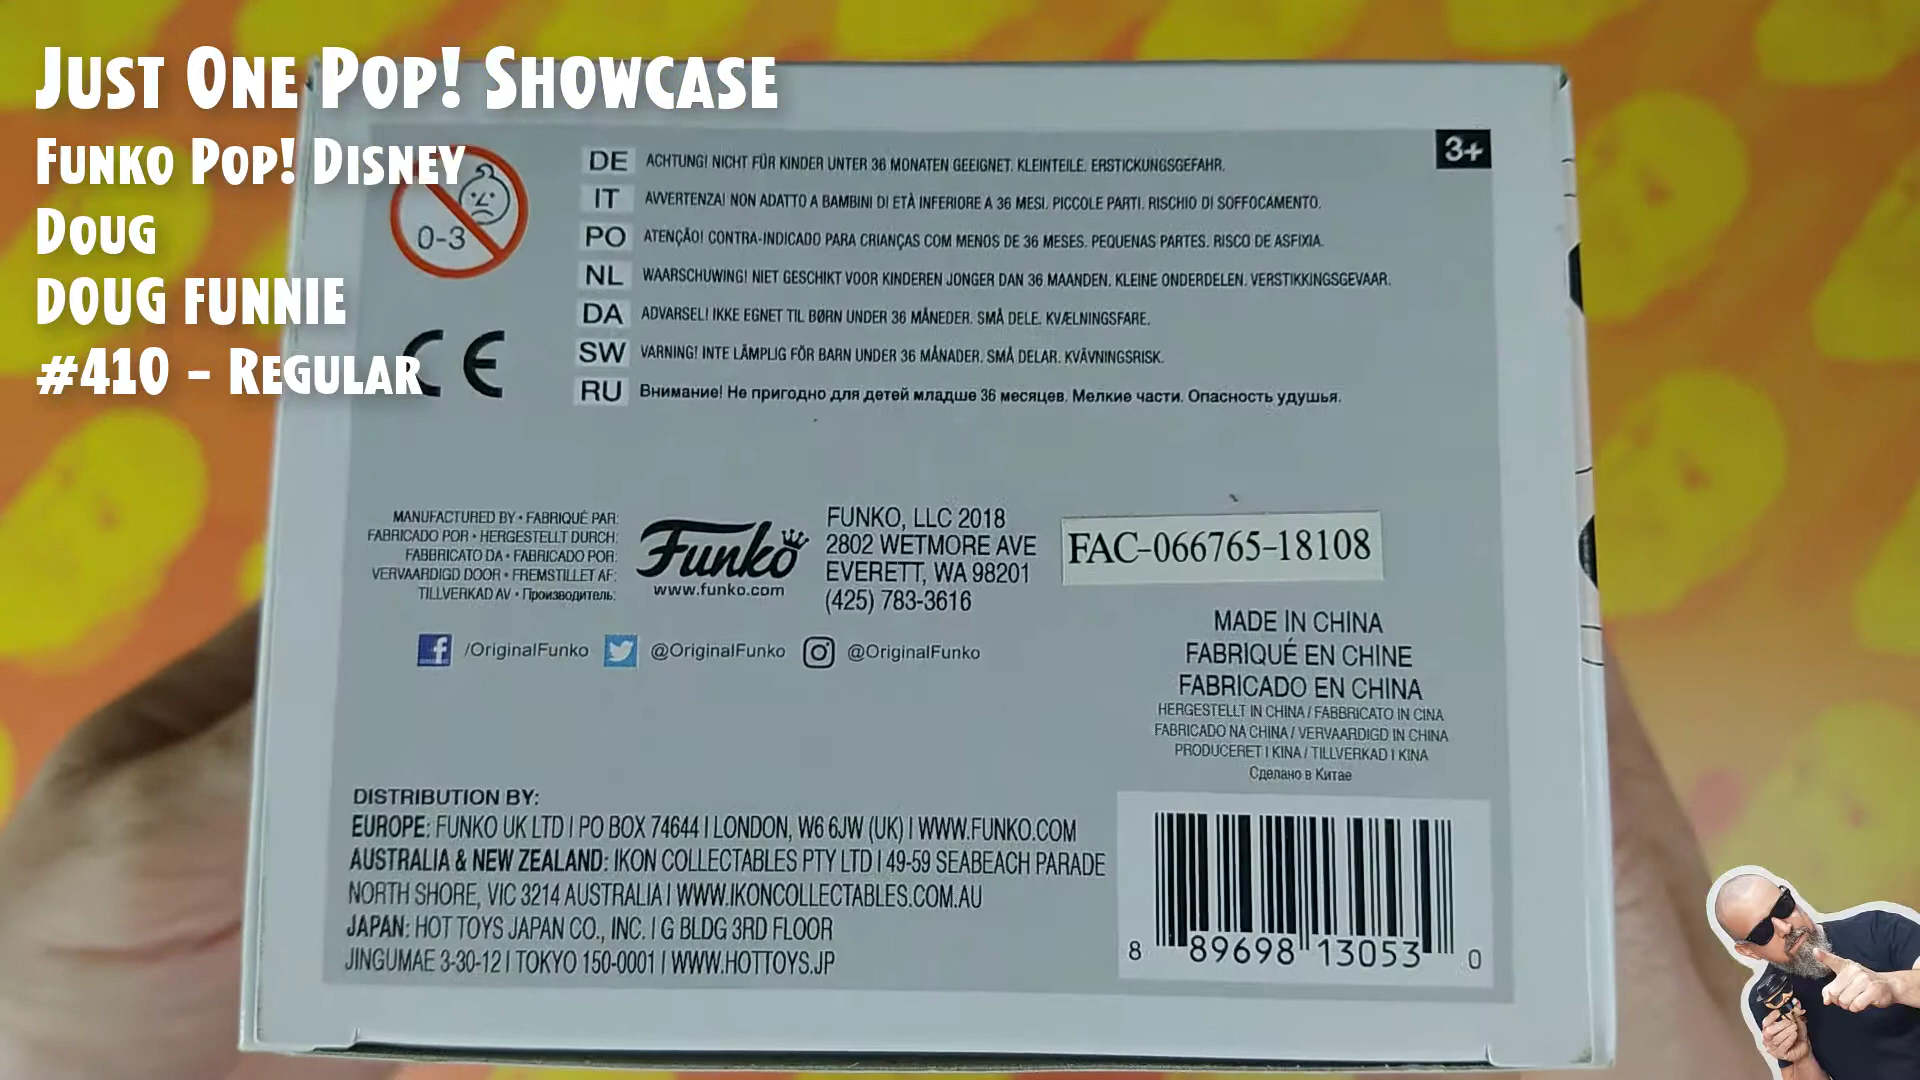 Just One Pop! Showcase
Funko Pop! Disney
Doug
DOUG FUNNIE
#410 - Regular
0-3
CE
3+
DE ACHTUNG! NICHT FÜR KINDER UNTER 36 MONATEN GEEIGNET. KLEINTEILE. ERSTICKUNGSGEFAHR.
IT AVVERTENZA! NON ADATTO A BAMBINI DI ETÀ INFERIORE A 36 MESI. PICCOLE PARTI. RISCHIO DI SOFFOCAMENTO.
PO ATENÇÃO! CONTRA-INDICADO PARA CRIANÇAS COM MENOS DE 36 MESES. PEQUENAS PARTES. RISCO DE ASFIXIA.
NL WAARSCHUWING! NIET GESCHIKT VOOR KINDEREN JONGER DAN 36 MAANDEN. KLEINE ONDERDELEN. VERSTIKKINGSGEVAAR.
DA ADVARSEL! IKKE EGNET TIL BØRN UNDER 36 MÅNEDER. SMÅ DELE. KVÆLNINGSFARE.
SW VARNING! INTE LÄMPLIG FÖR BARN UNDER 36 MÅNADER. SMÅ DELAR. KVÄVNINGSRISK.
RU Внимание! Не пригодно для детей младше 36 месяцев. Мелкие части. Опасность удушья.
MANUFACTURED BY • FABRIQUÉ PAR:
FABRICADO POR • HERGESTELLT DURCH:
FABBRICATO DA • FABRICADO POR:
VERVAARDIGD DOOR • FREMSTILLET AF:
TILLVERKAD AV • Производитель:
Funko
www.funko.com
FUNKO, LLC 2018
2802 WETMORE AVE
EVERETT, WA 98201
(425) 783-3616
FAC-066765-18108
/OriginalFunko @OriginalFunko @OriginalFunko
MADE IN CHINA
FABRIQUÉ EN CHINE
FABRICADO EN CHINA
HERGESTELLT IN CHINA / FABBRICATO IN CINA
FABRICADO NA CHINA / VERVAARDIGD IN CHINA
PRODUCERET I KINA / TILLVERKAD I KINA
Сделано в Китае
DISTRIBUTION BY:
EUROPE: FUNKO UK LTD | PO BOX 74644 | LONDON, W6 6JW (UK) | WWW.FUNKO.COM
AUSTRALIA & NEW ZEALAND: IKON COLLECTABLES PTY LTD | 49-59 SEABEACH PARADE
NORTH SHORE, VIC 3214 AUSTRALIA | WWW.IKONCOLLECTABLES.COM.AU
JAPAN: HOT TOYS JAPAN CO., INC. | G BLDG 3RD FLOOR
JINGUMAE 3-30-12 | TOKYO 150-0001 | WWW.HOTTOYS.JP
8 89698 13053 0